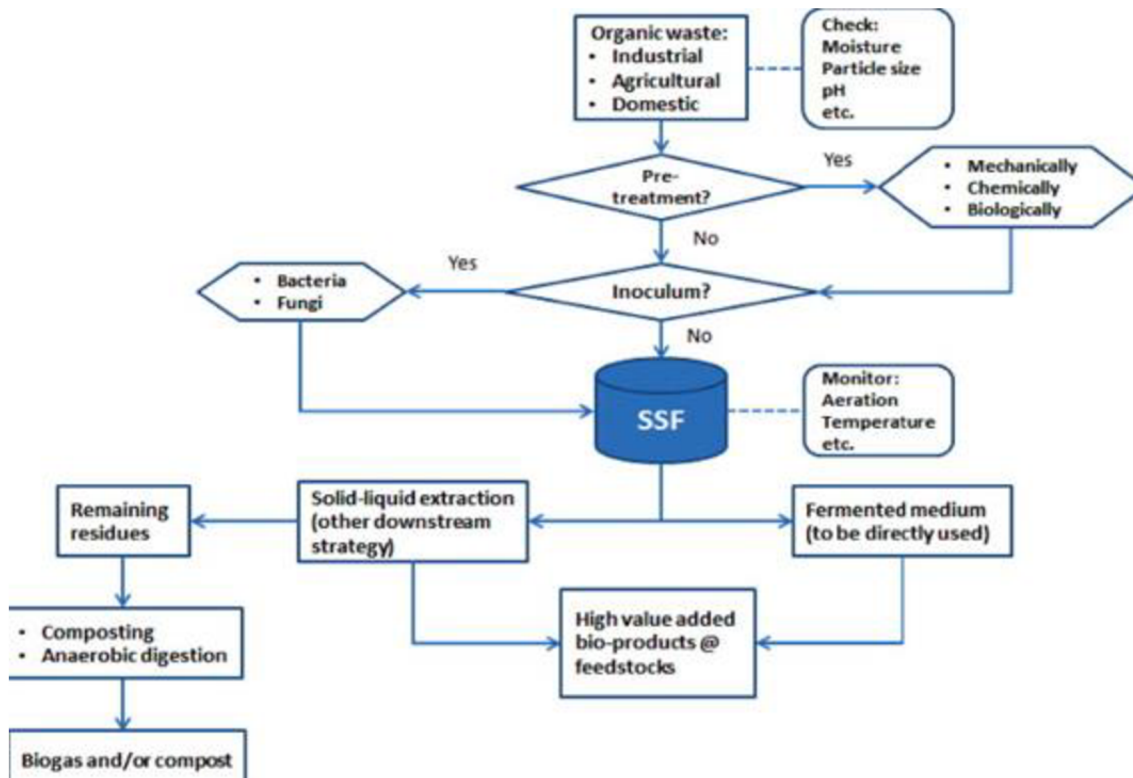 Organic waste:
• Industrial
• Agricultural
• Domestic
Check:
Moisture
Particle size
pH
etc.
Pre-
treatment?
Yes
• Mechanically
• Chemically
• Biologically
No
Yes
• Bacteria
• Fungi
Inoculum?
No
SSF
Monitor:
Aeration
Temperature
etc.
Remaining
residues
Solid-liquid extraction
(other downstream
strategy)
Fermented medium
(to be directly used)
• Composting
• Anaerobic digestion
High value added
bio-products @
feedstocks
Biogas and/or compost